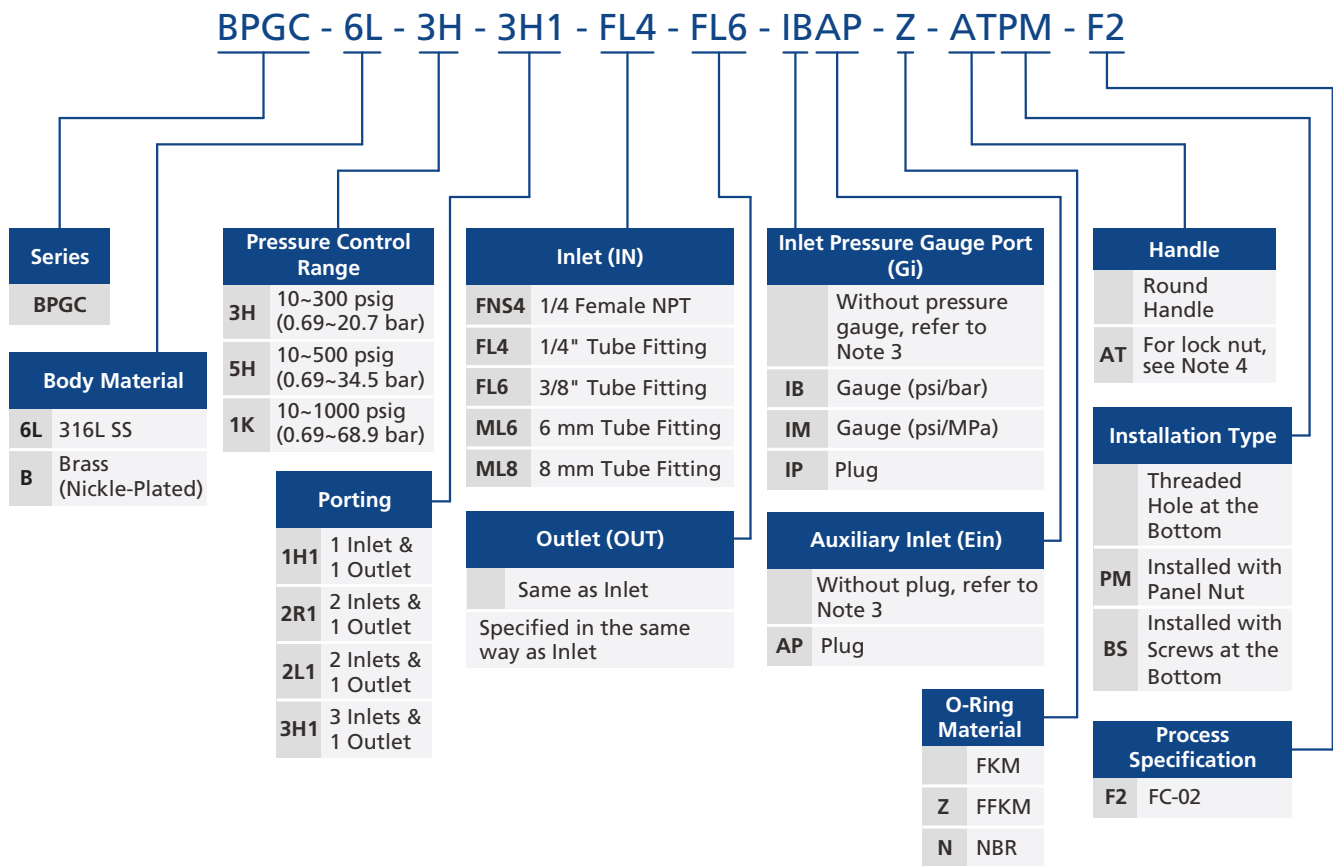 BPGC - 6L - 3H - 3H1 - FL4 - FL6 - IBAP - Z - ATPM - F2
Series
BPGC
Body Material
6L 316L SS
B Brass
(Nickle-Plated)
Pressure Control
Range
3H 10~300 psig
(0.69~20.7 bar)
5H 10~500 psig
(0.69~34.5 bar)
1K 10~1000 psig
(0.69~68.9 bar)
Porting
1H1 1 Inlet &
1 Outlet
2R1 2 Inlets &
1 Outlet
2L1 2 Inlets &
1 Outlet
3H1 3 Inlets &
1 Outlet
Inlet (IN)
FNS4 1/4 Female NPT
FL4 1/4" Tube Fitting
FL6 3/8" Tube Fitting
ML6 6 mm Tube Fitting
ML8 8 mm Tube Fitting
Outlet (OUT)
Same as Inlet
Specified in the same
way as Inlet
Inlet Pressure Gauge Port
(Gi)
Without pressure
gauge, refer to
Note 3
IB Gauge (psi/bar)
IM Gauge (psi/MPa)
IP Plug
Auxiliary Inlet (Ein)
Without plug, refer to
Note 3
AP Plug
O-Ring
Material
FKM
Z FFKM
N NBR
Handle
Round
Handle
AT For lock nut,
see Note 4
Installation Type
Threaded
Hole at the
Bottom
PM Installed with
Panel Nut
BS Installed with
Screws at the
Bottom
Process
Specification
F2 FC-02